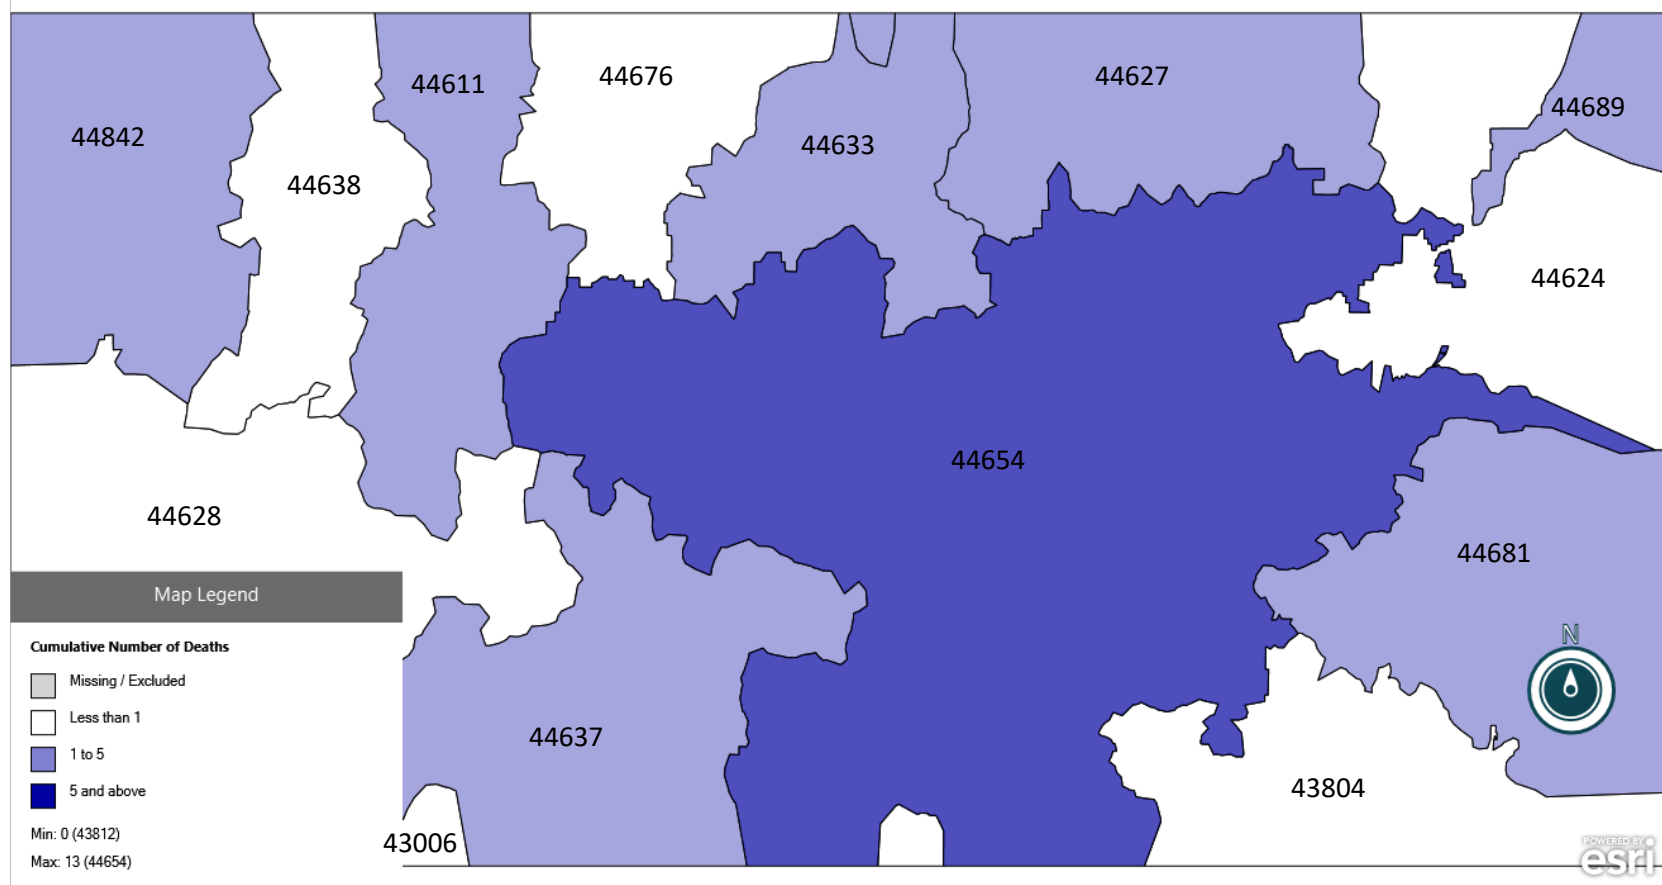 44676
44627
44611
44689
44842
44633
44638
44624
44654
44628
44681
Map Legend
N
Cumulative Number of Deaths
Missing / Excluded
Less than 1
1 to 5
5 and above
Min: 0 (43812)
Max: 13 (44654)
44637
43804
43006
POWERED BY
esri